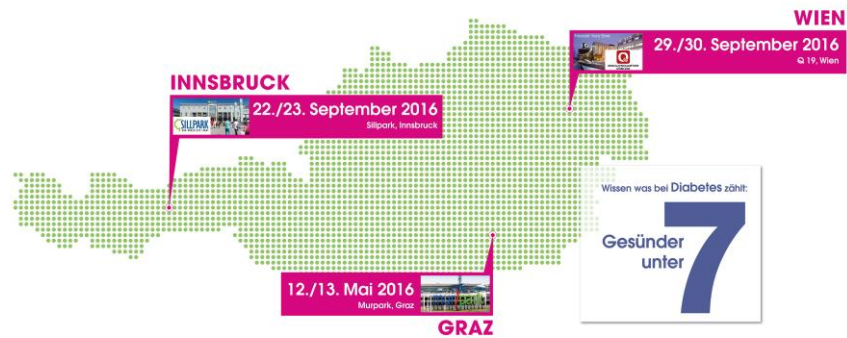 WIEN
29./30. September 2016
Q 19, Wien
Q
INNSBRUCK
22./23. September 2016
Sillpark, Innsbruck
SILLPARK
Wissen was bei Diabetes zählt:
Gesünder
unter
7
12./13. Mai 2016
Murpark, Graz
GRAZ